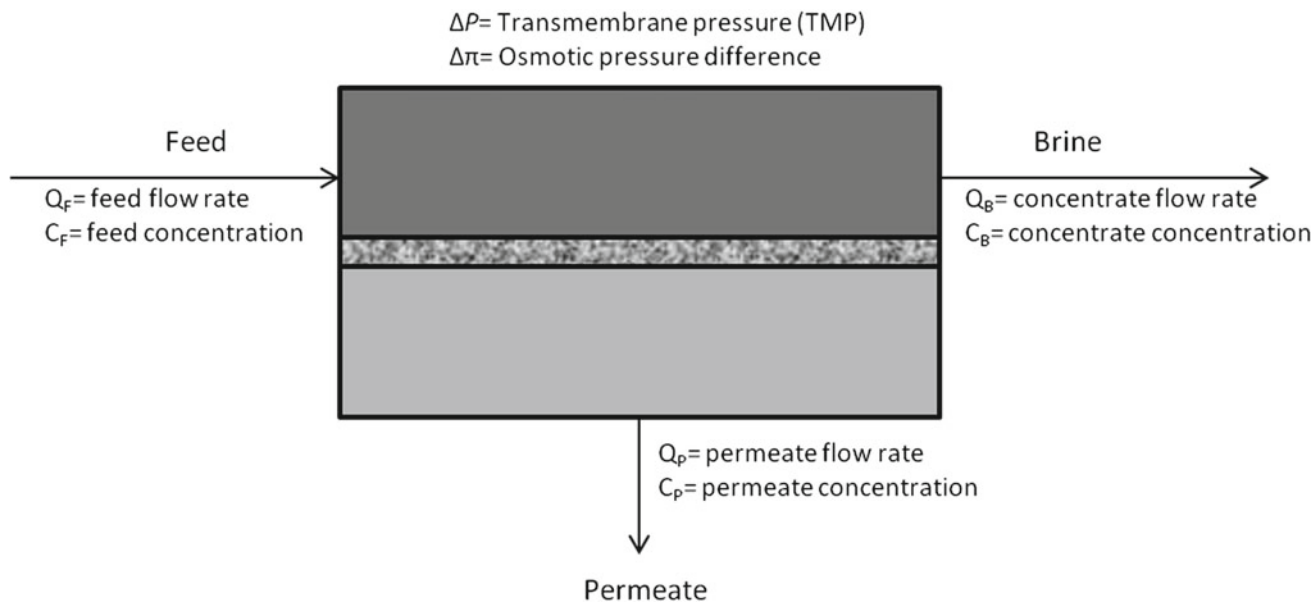 ΔP= Transmembrane pressure (TMP)
Δπ= Osmotic pressure difference
Feed
Q_F= feed flow rate
C_F= feed concentration
Brine
Q_B= concentrate flow rate
C_B= concentrate concentration
Q_P= permeate flow rate
C_P= permeate concentration
Permeate